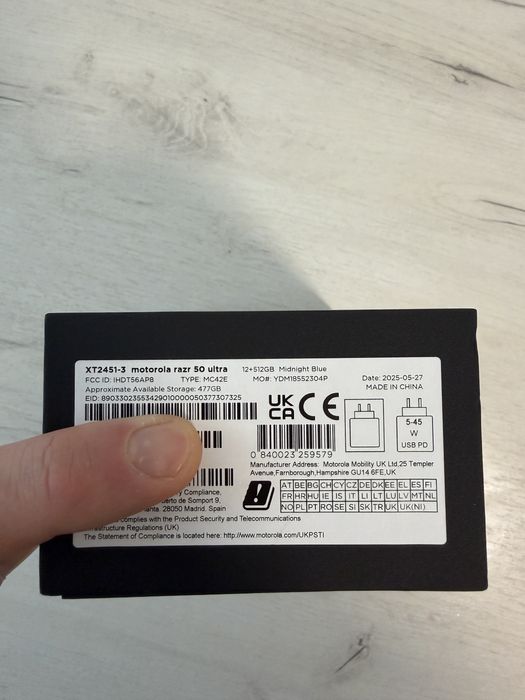 XT2451-3 motorola razr 50 ultra 12+512GB Midnight Blue
FCC ID: IHDT56AP8 TYPE: MC42E MO#: YDM18552304P Date: 2025-05-27
Approximate Available Storage: 477GB MADE IN CHINA
EID: 89033023553429010000050377307325
UK CA CE
5-45
W
USB PD
0 840023 259579
Manufacturer Address: Motorola Mobility UK Ltd,25 Templer
Avenue,Farnborough,Hampshire GU14 6FE,UK
Compliance,
de Somport 9,
28050 Madrid. Spain
AT BE BG CH CY CZ DE DK EE EL ES FI
FR HR HU IE IS IT LI LT LU LV MT NL
NO PL PT RO SE SI SK TR UK UK(NI)
complies with the Product Security and Telecommunications
Infrastructure Regulations (UK)
The Statement of Compliance is located here: http://www.motorola.com/UKPSTI